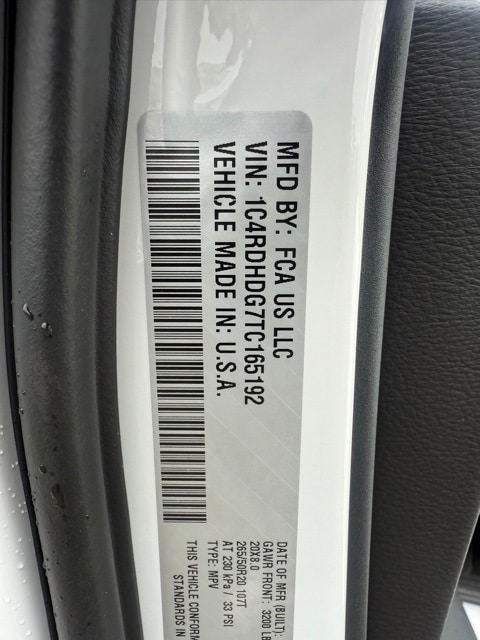 MFD BY: FCA US LLC
VIN: 1C4RDHDG7TC165192
VEHICLE MADE IN: U.S.A.
DATE OF MFR (BUILT):
GAWR FRONT: 3200 LB
20X8.0
265/50R20 107T
AT 230 kPa / 33 PSI
TYPE: MPV
THIS VEHICLE CONFORM
STANDARDS IN